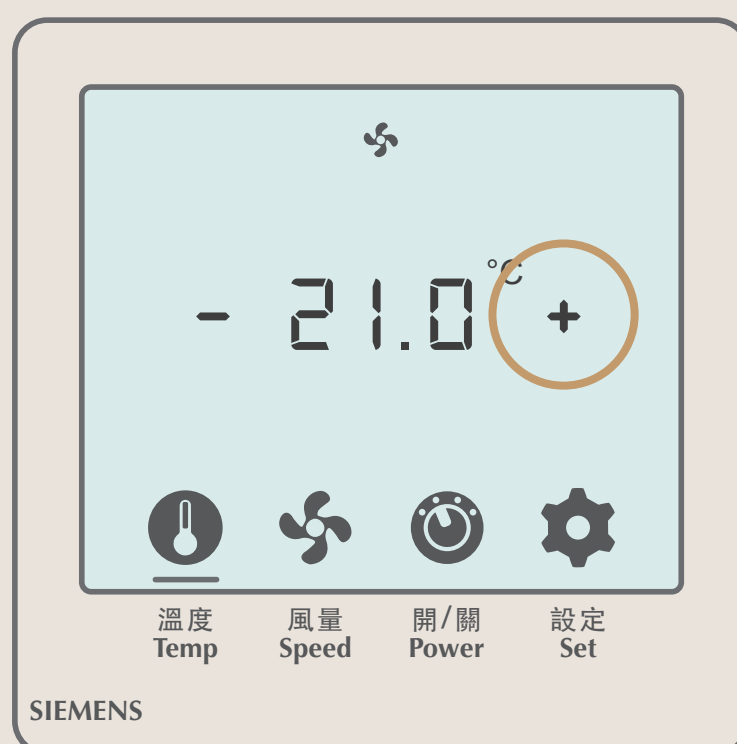 °C
- 21.0 +
溫度 風量 開/關 設定
Temp Speed Power Set
SIEMENS